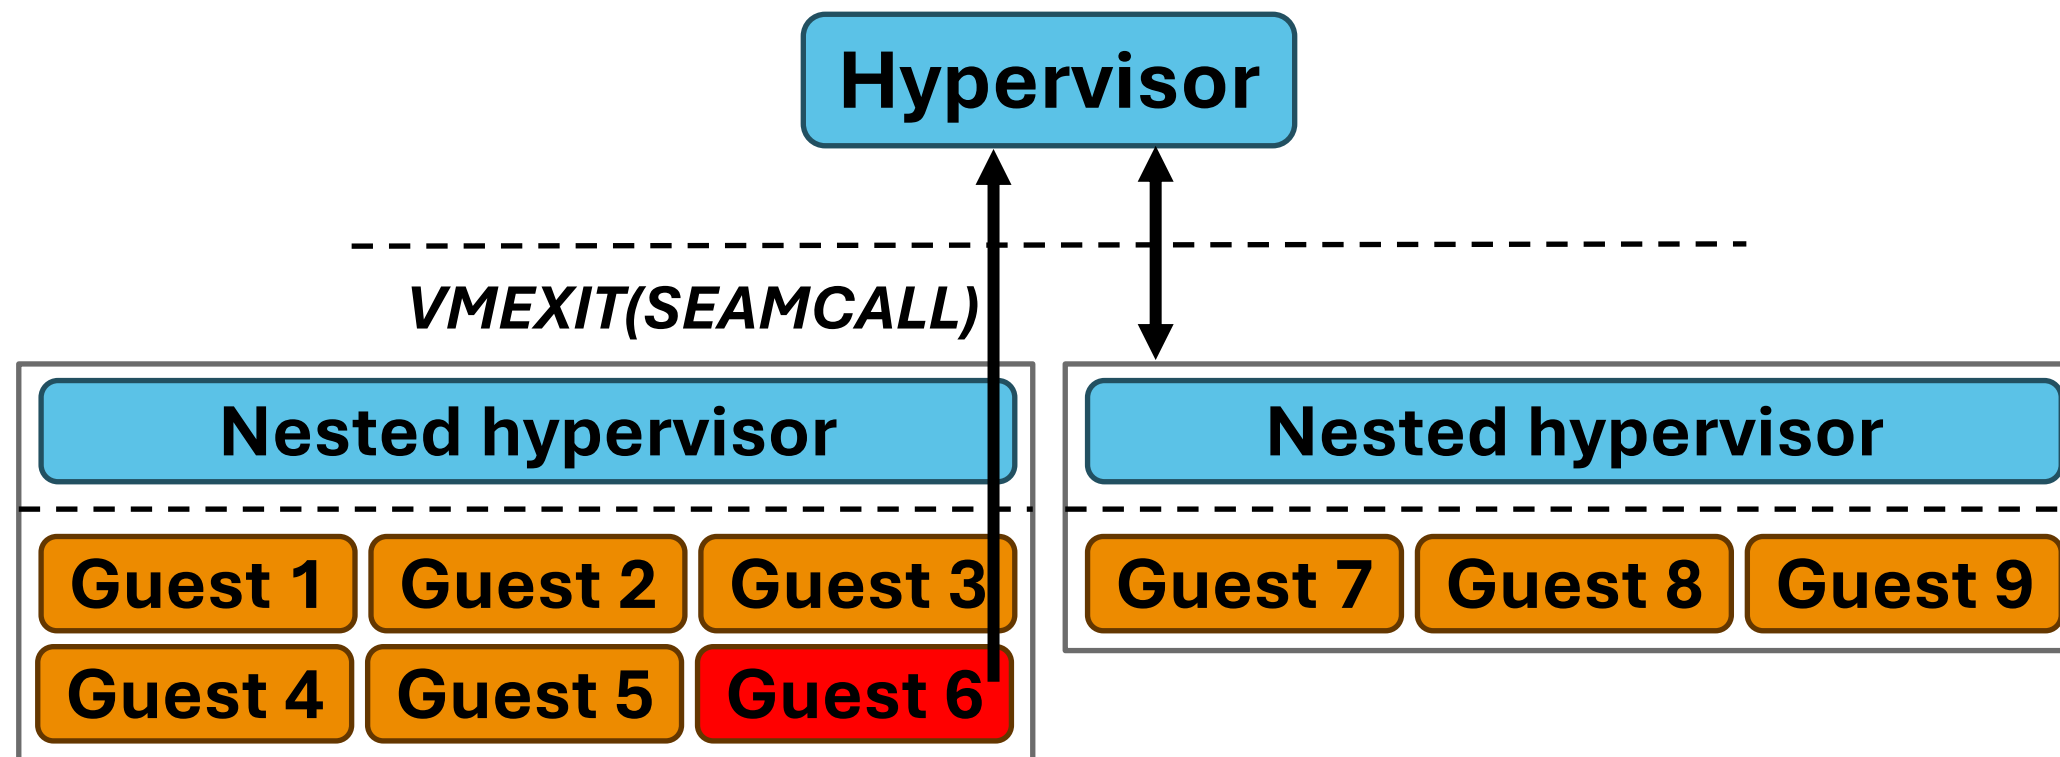 Hypervisor
VMEXIT(SEAMCALL)
Nested hypervisor
Nested hypervisor
Guest 1
Guest 2
Guest 3
Guest 7
Guest 8
Guest 9
Guest 4
Guest 5
Guest 6